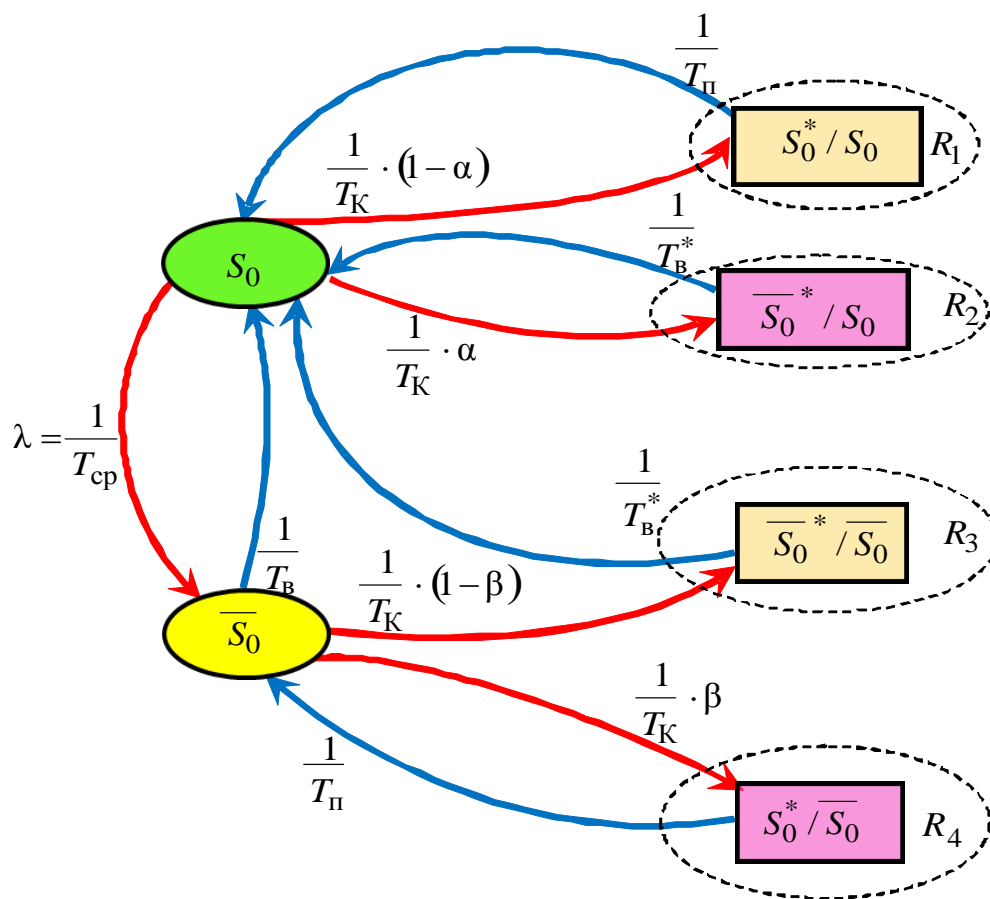 1/T_п
S_0^* / S_0
R_1
1/T_К · (1 − α)
1/T_в^*
S_0
S̅_0^* / S_0
R_2
1/T_К · α
λ = 1/T_ср
1/T_в^*
S̅_0^* / S̅_0
R_3
1/T_в
1/T_К · (1 − β)
S̅_0
1/T_К · β
1/T_п
S_0^* / S̅_0
R_4